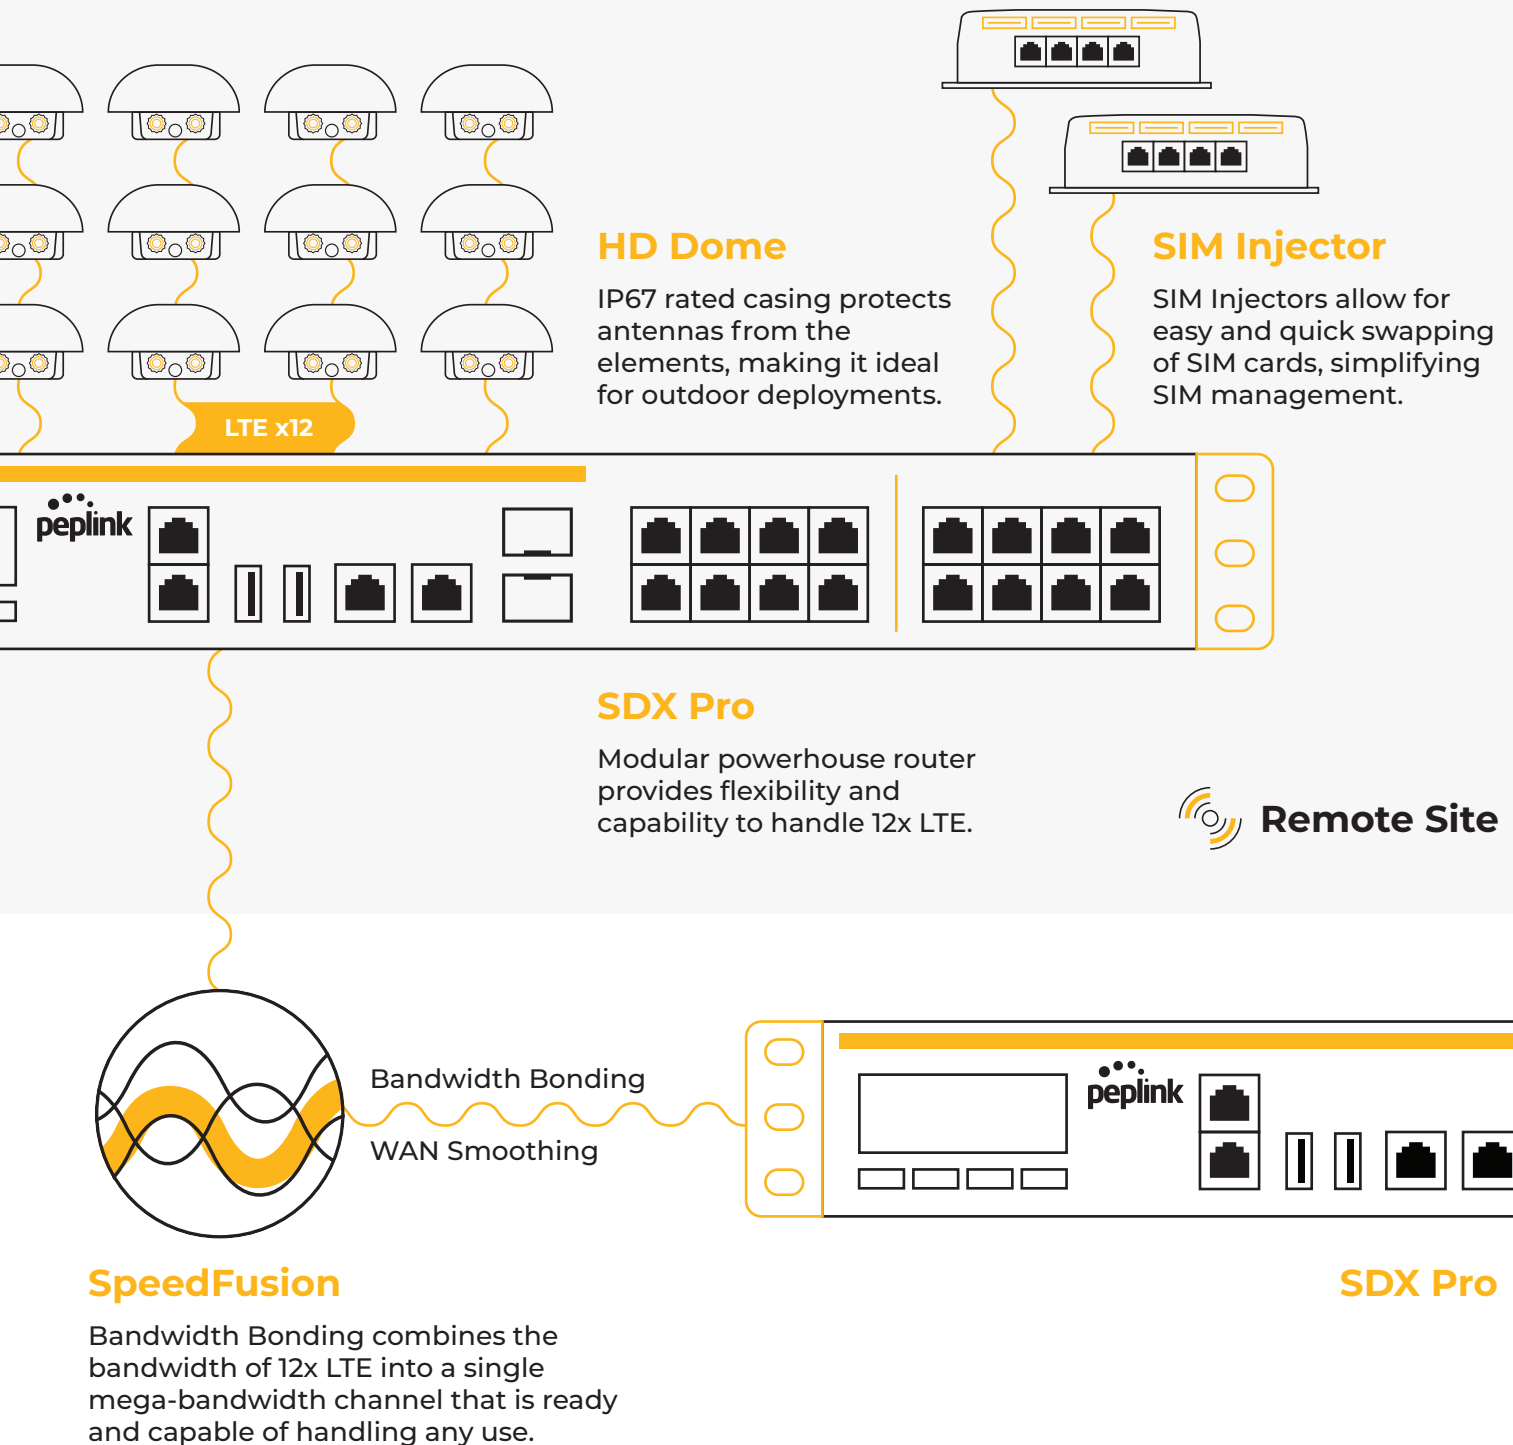 HD Dome
IP67 rated casing protects
antennas from the
elements, making it ideal
for outdoor deployments.
SIM Injector
SIM Injectors allow for
easy and quick swapping
of SIM cards, simplifying
SIM management.
LTE x12
peplink
SDX Pro
Modular powerhouse router
provides flexibility and
capability to handle 12x LTE.
Remote Site
Bandwidth Bonding
WAN Smoothing
peplink
SpeedFusion
Bandwidth Bonding combines the
bandwidth of 12x LTE into a single
mega-bandwidth channel that is ready
and capable of handling any use.
SDX Pro